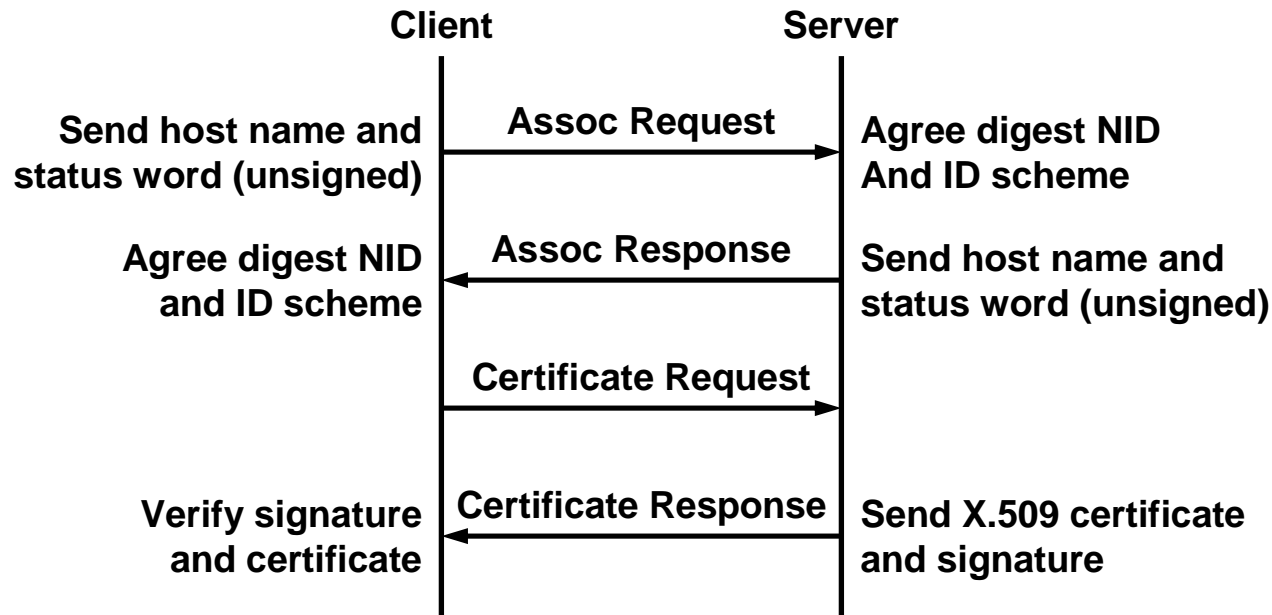 Client
Server
Send host name and
status word (unsigned)
Assoc Request
Agree digest NID
And ID scheme
Agree digest NID
and ID scheme
Assoc Response
Send host name and
status word (unsigned)
Certificate Request
Verify signature
and certificate
Certificate Response
Send X.509 certificate
and signature